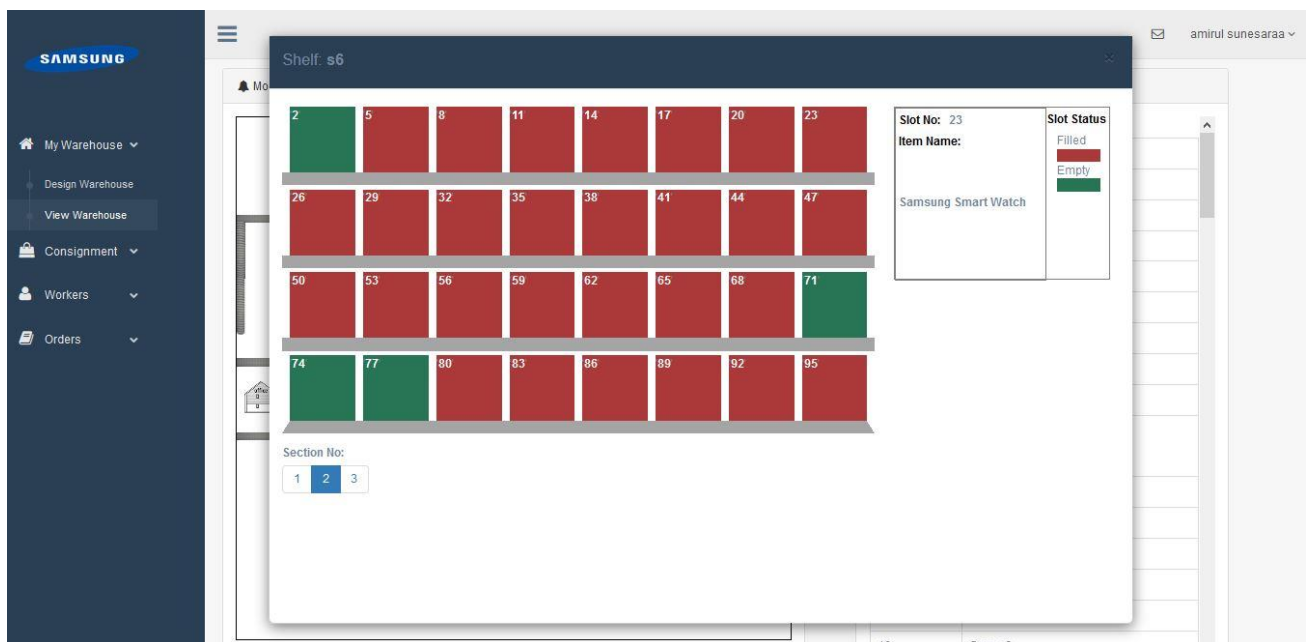 SAMSUNG
amirul sunesaraa
Shelf: s6
×
Mo
My Warehouse
Design Warehouse
View Warehouse
Consignment
Workers
Orders
2 5 8 11 14 17 20 23
26 29 32 35 38 41 44 47
50 53 56 59 62 65 68 71
74 77 80 83 86 89 92 95
Section No:
1 2 3
Slot No: 23
Item Name:
Samsung Smart Watch
Slot Status
Filled
Empty
office